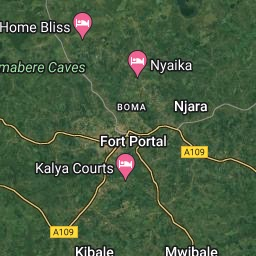 Home Bliss
Nyaika
mabere Caves
BOMA
Njara
Fort Portal
A109
Kalya Courts
A109
Kibale
Mwibale